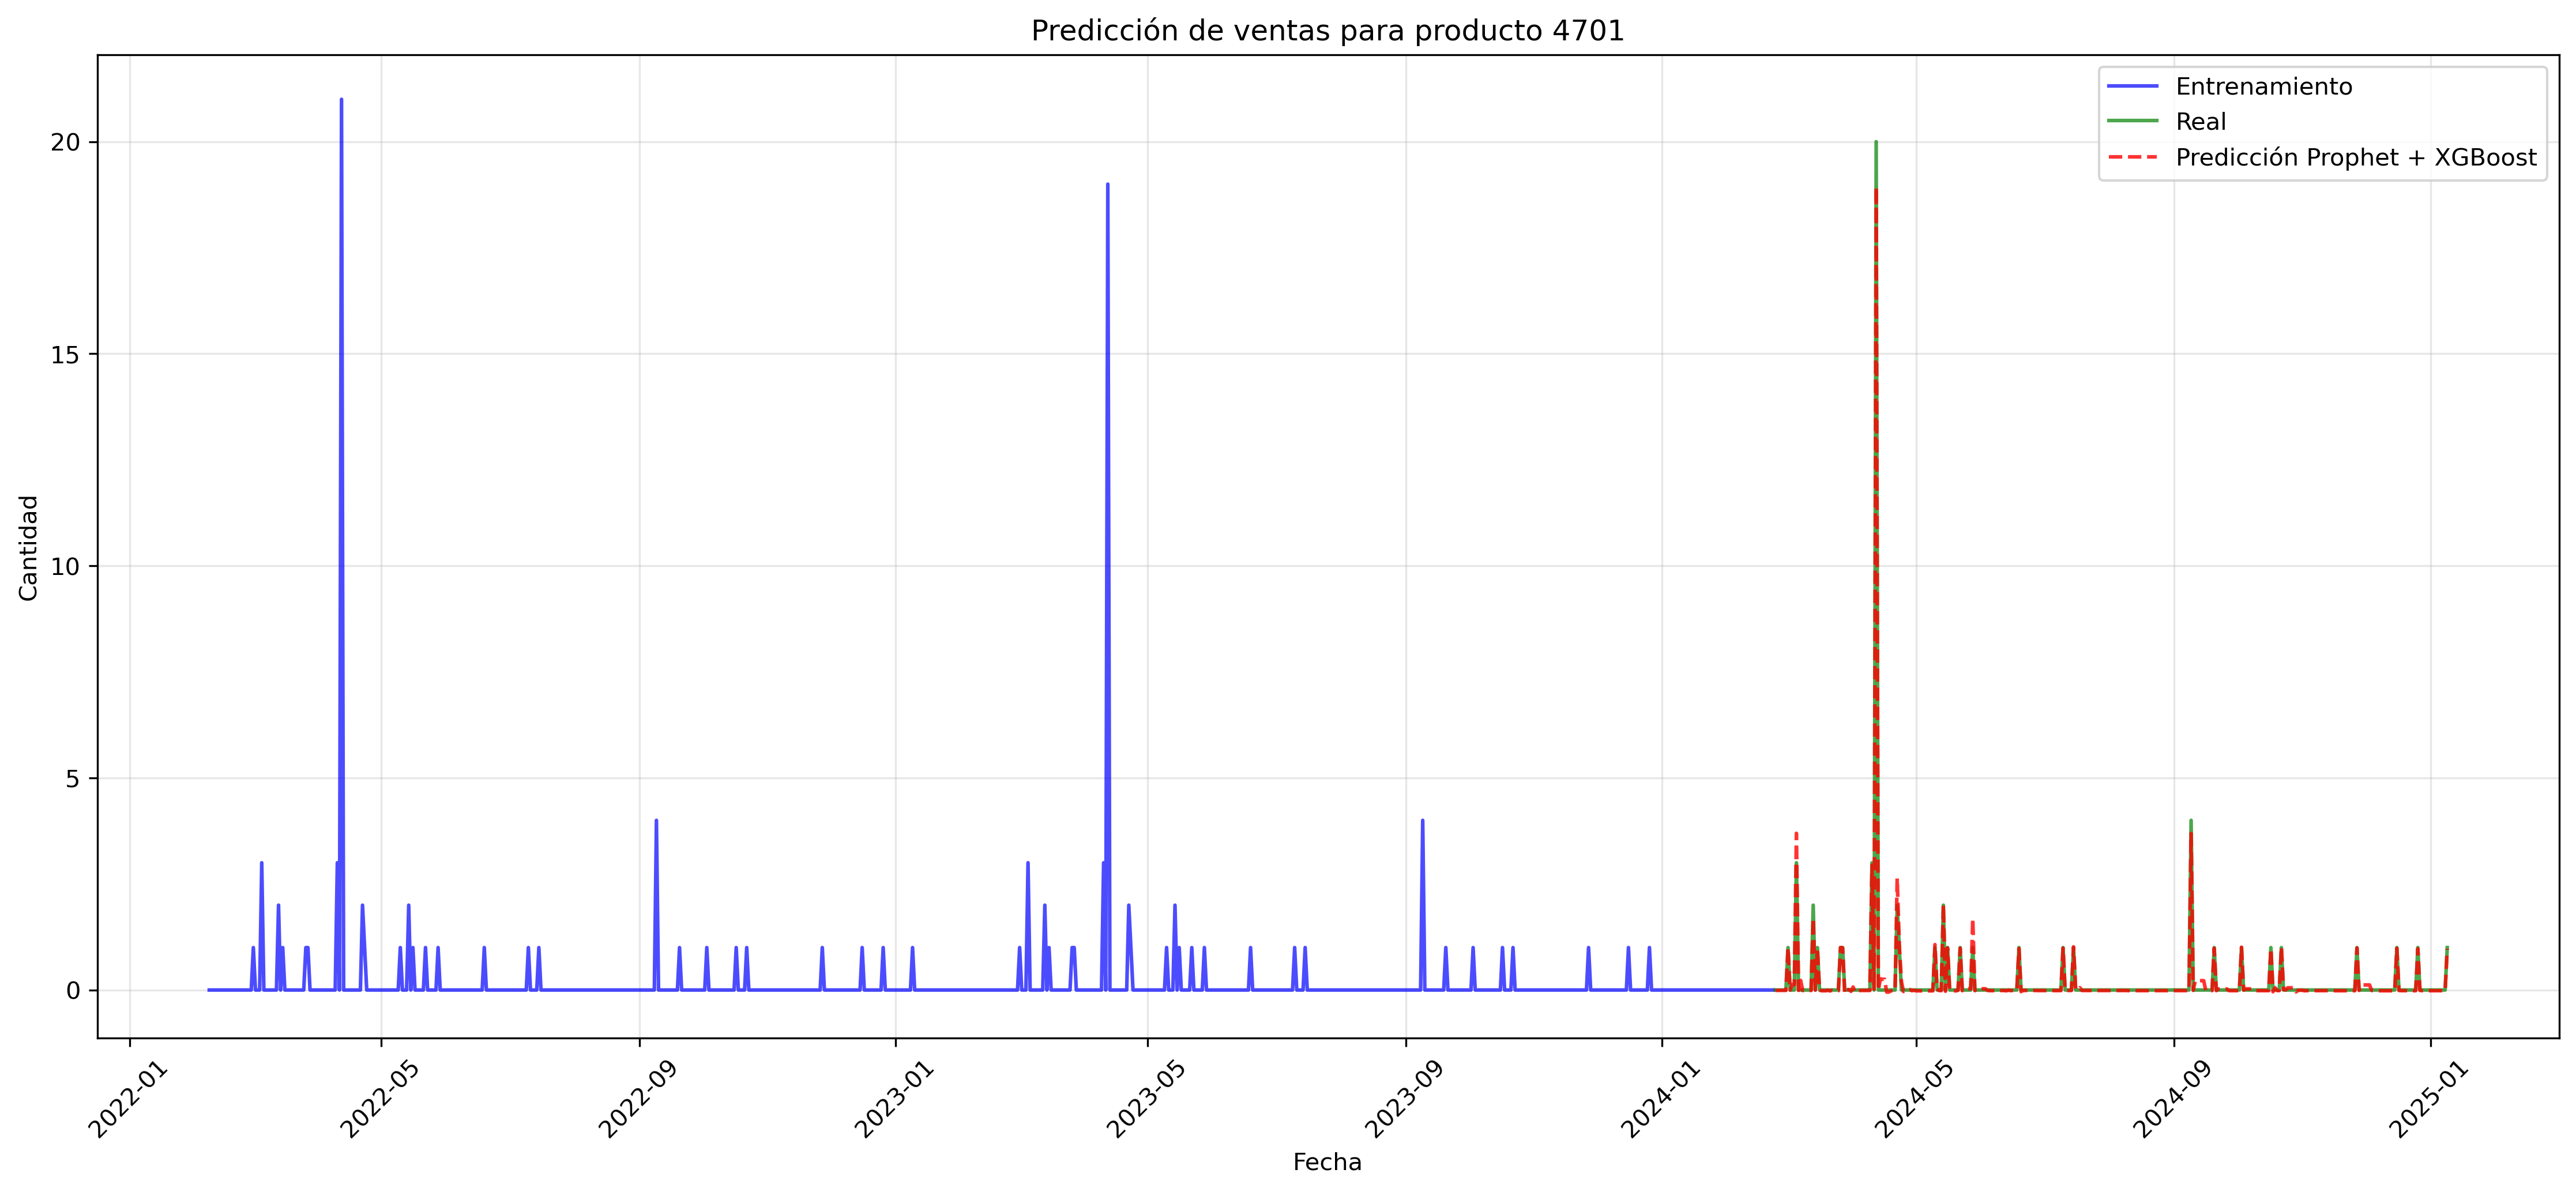 Predicción de ventas para producto 4701
Entrenamiento
Real
Predicción Prophet + XGBoost
Cantidad
20
15
10
5
0
2022-01
2022-05
2022-09
2023-01
2023-05
2023-09
2024-01
2024-05
2024-09
2025-01
Fecha